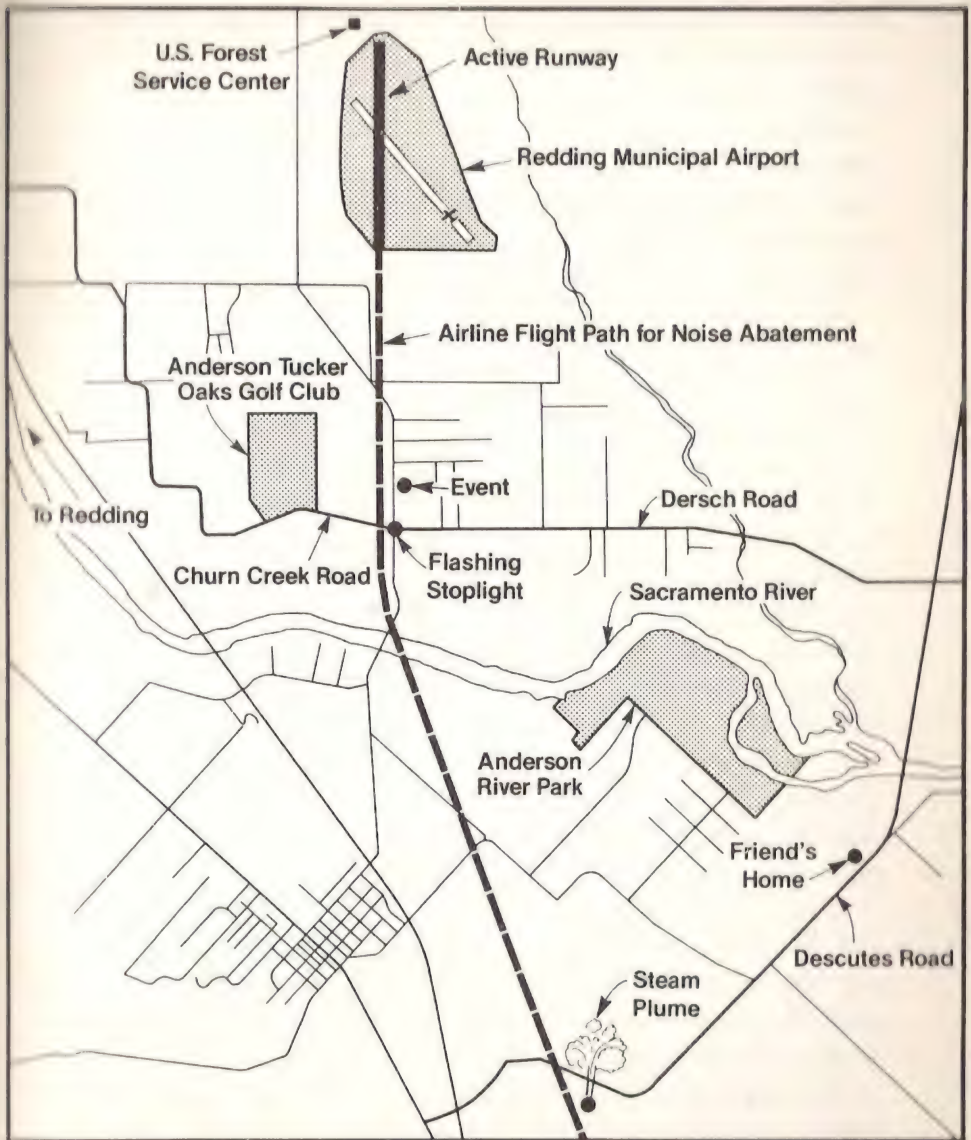 U.S. Forest
Service Center
Active Runway
Redding Municipal Airport
Airline Flight Path for Noise Abatement
Anderson Tucker
Oaks Golf Club
Event
Dersch Road
To Redding
Churn Creek Road
Flashing
Stoplight
Sacramento River
Anderson
River Park
Friend's
Home
Descutes Road
Steam
Plume